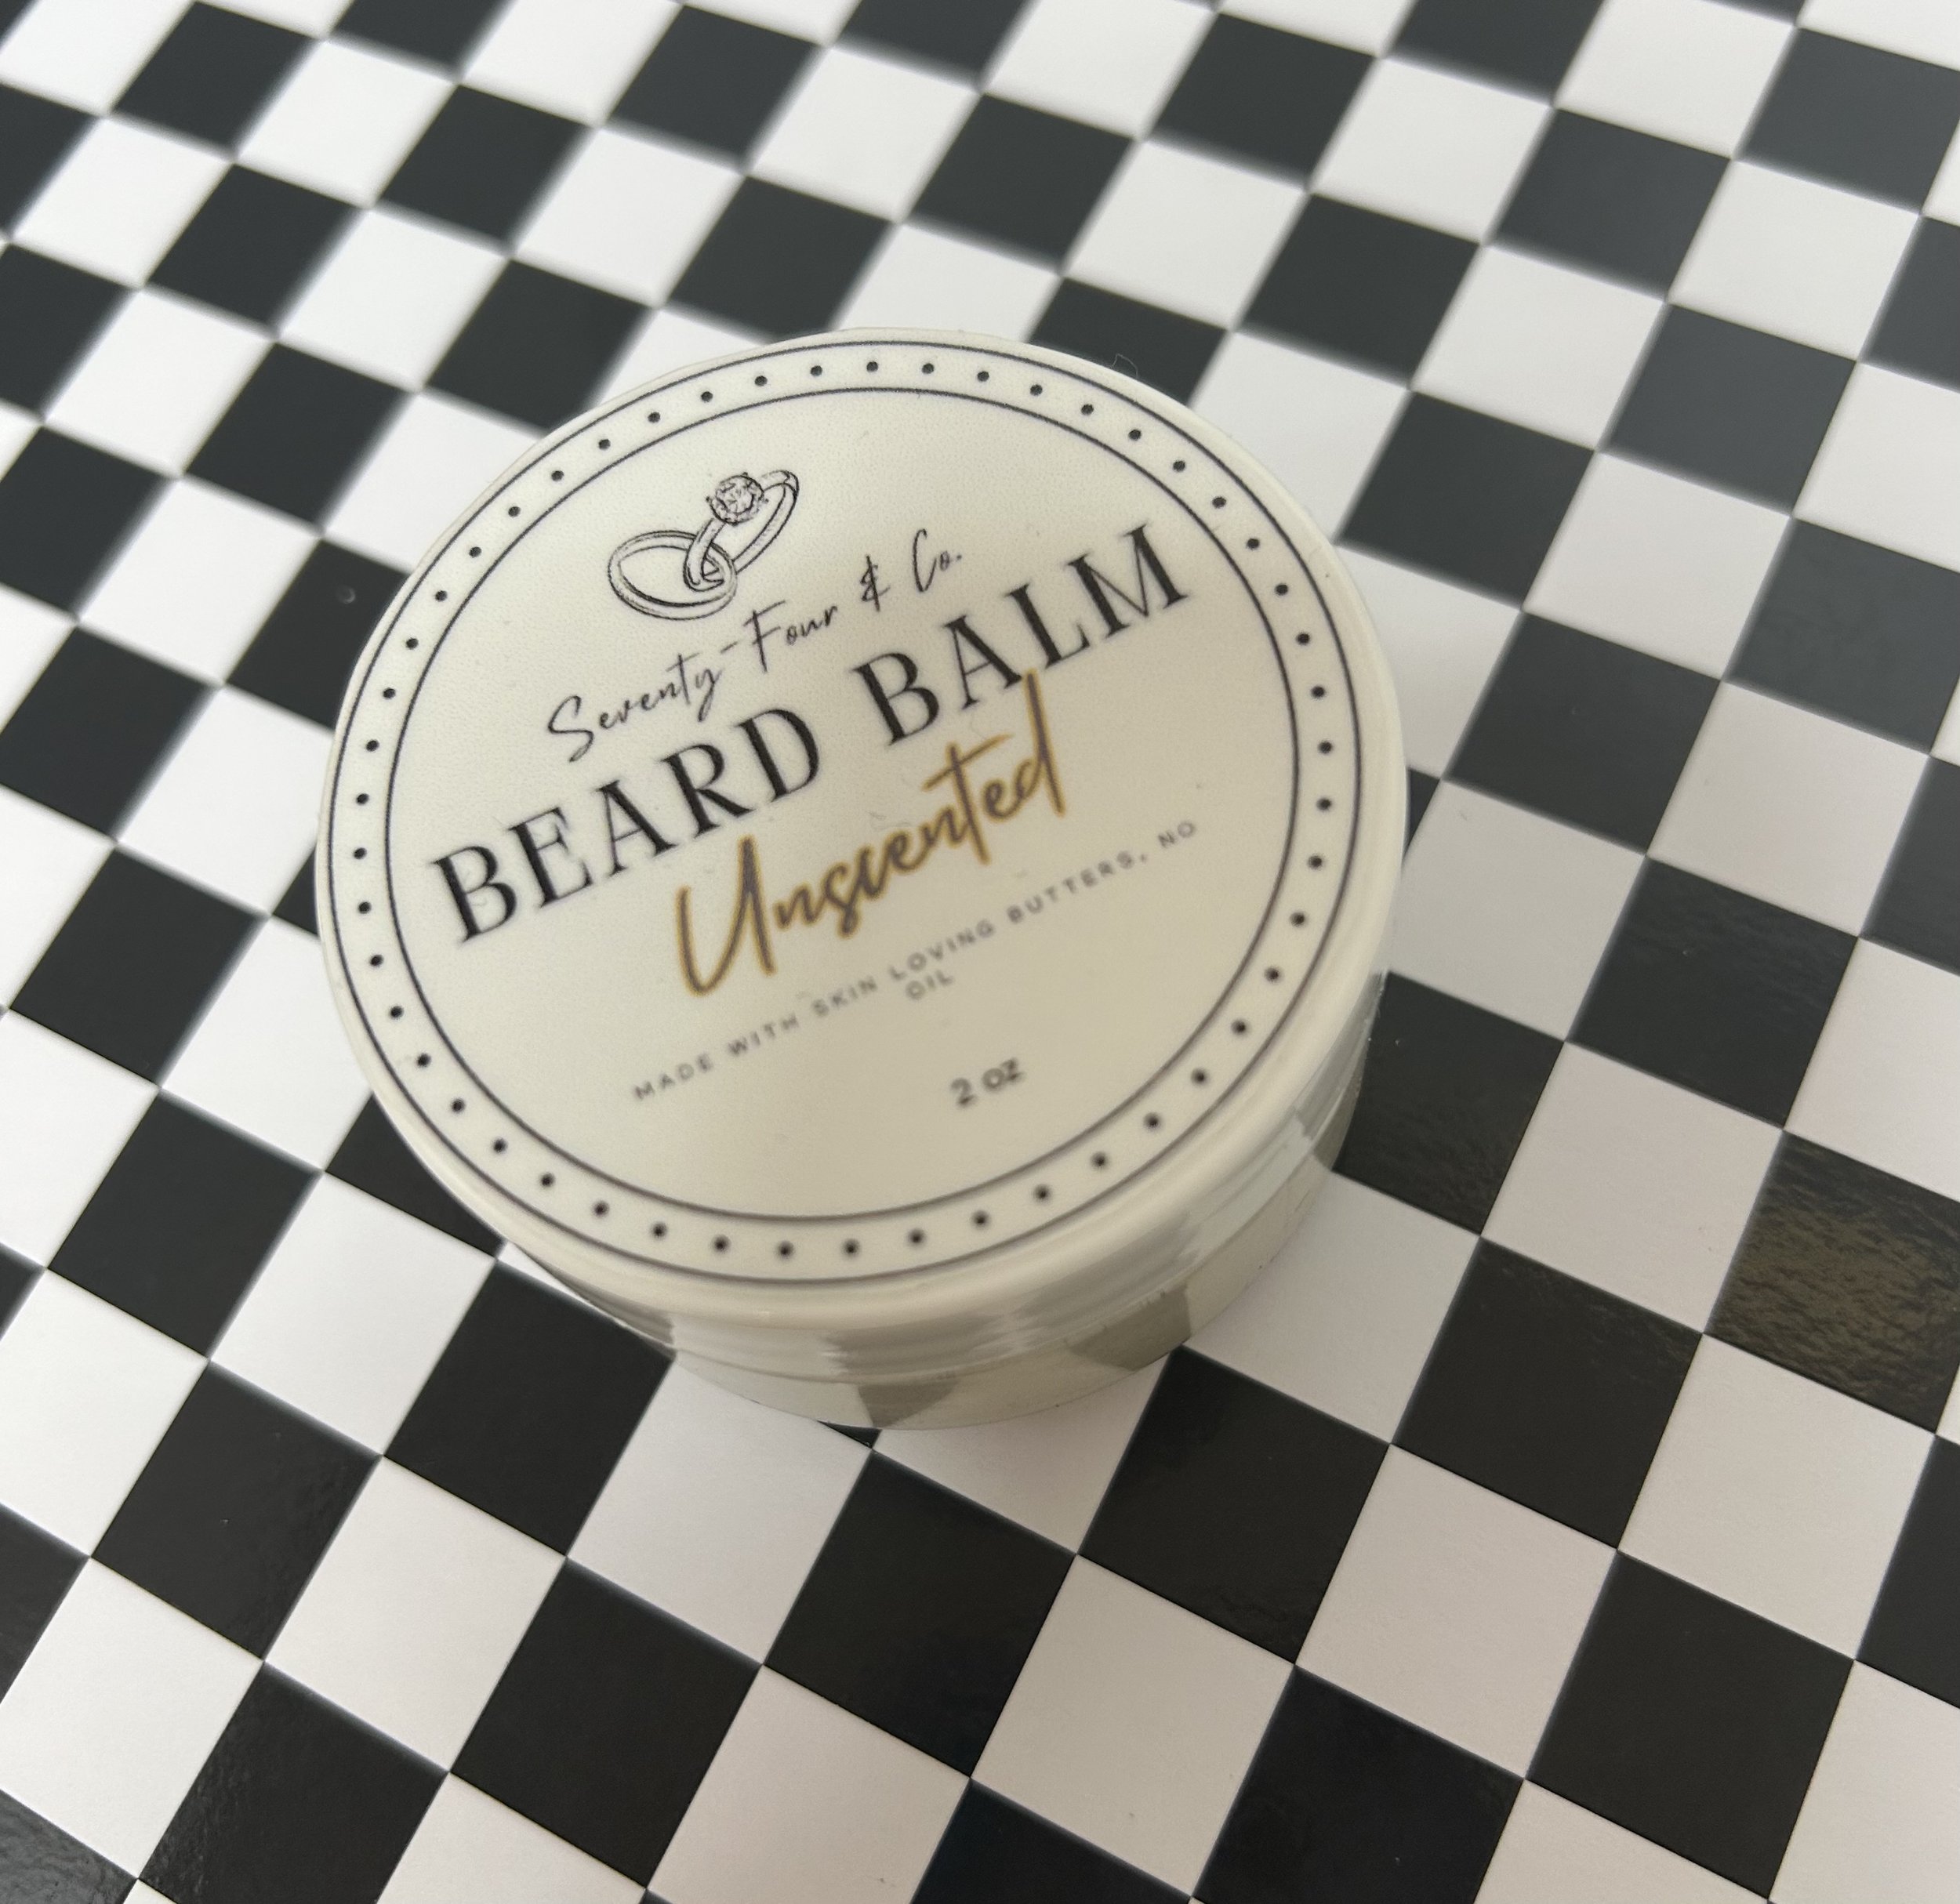 Seventy-Four & Co.
BEARD BALM
Unscented
MADE WITH SKIN LOVING BUTTERS, NO
OIL
2 oz